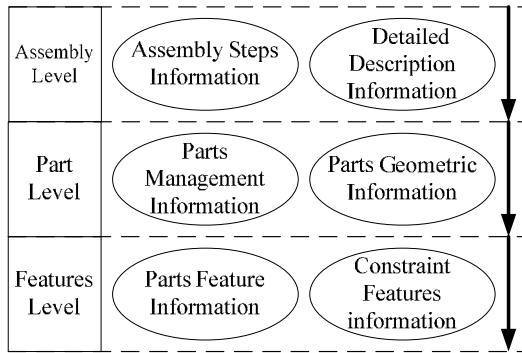 Assembly
Level
Assembly Steps
Information
Detailed
Description
Information
Part
Level
Parts
Management
Information
Parts Geometric
Information
Features
Level
Parts Feature
Information
Constraint
Features
information